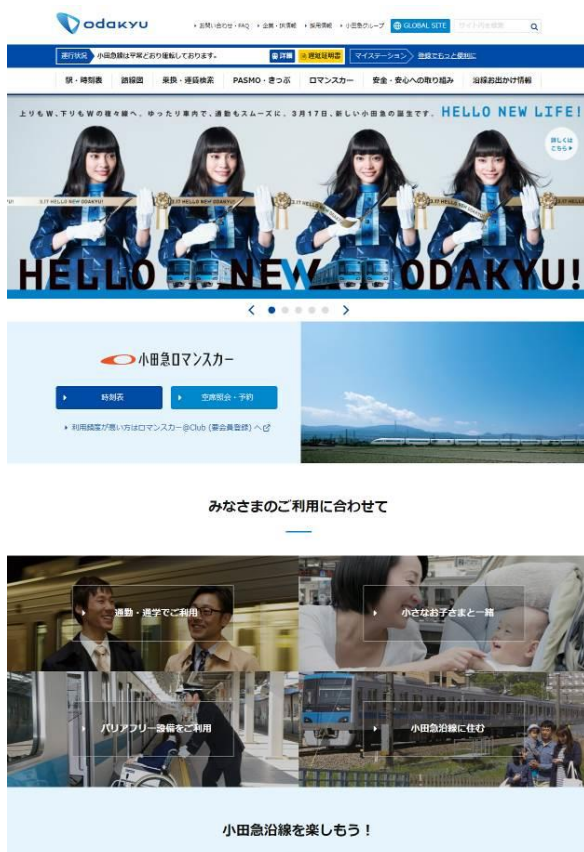 odakyu
お問い合わせ・FAQ
企業・IR情報
採用情報
小田急グループ
GLOBAL SITE
サイト内を検索
運行状況
小田急線は平常どおり運転しております。
詳細
遅延証明書
マイステーション
登録でもっと便利に
駅・時刻表
路線図
乗換・運賃検索
PASMO・きっぷ
ロマンスカー
安全・安心への取り組み
沿線お出かけ情報
上りもW、下りもWの複々線へ。ゆったり車内で、通勤もスムーズに。3月17日、新しい小田急の誕生です。HELLO NEW LIFE!
詳しくは
こちら
3.17 HELLO NEW ODAKYU!
HELLO NEW ODAKYU!
小田急ロマンスカー
時刻表
空席照会・予約
利用頻度が高い方はロマンスカー@Club (要会員登録) へ
みなさまのご利用に合わせて
通勤・通学でご利用
小さなお子さまと一緒
バリアフリー設備をご利用
小田急沿線に住む
小田急沿線を楽しもう！